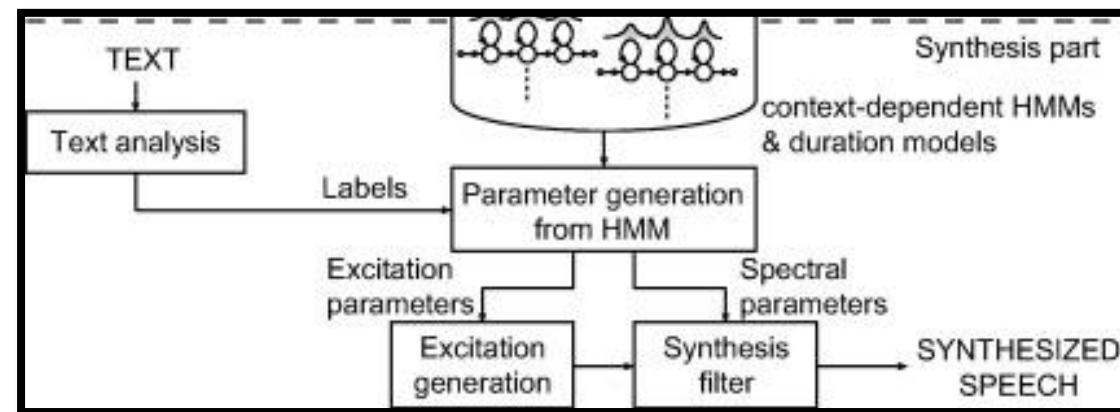 Synthesis part
TEXT
context-dependent HMMs
& duration models
Text analysis
Labels
Parameter generation
from HMM
Excitation
parameters
Spectral
parameters
Excitation
generation
Synthesis
filter
SYNTHESIZED
SPEECH